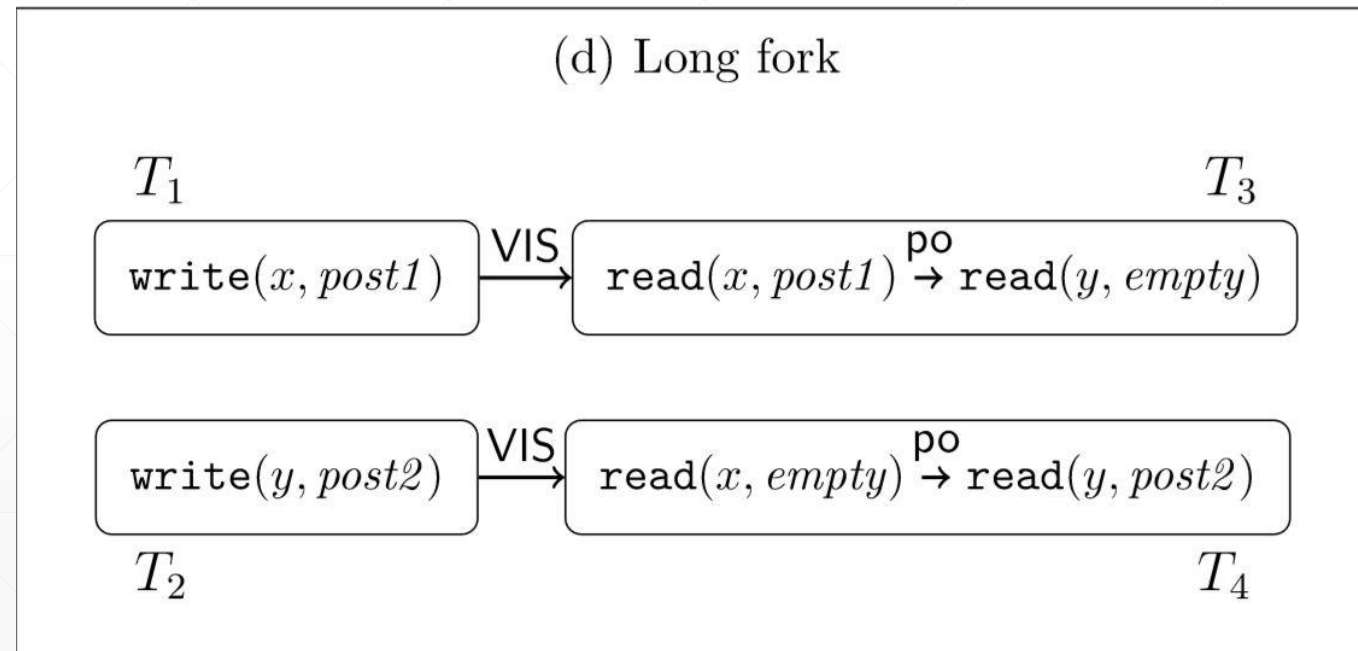 (d) Long fork
T₁ T₃
write(x, post1) VIS read(x, post1) po → read(y, empty)
write(y, post2) VIS read(x, empty) po → read(y, post2)
T₂ T₄